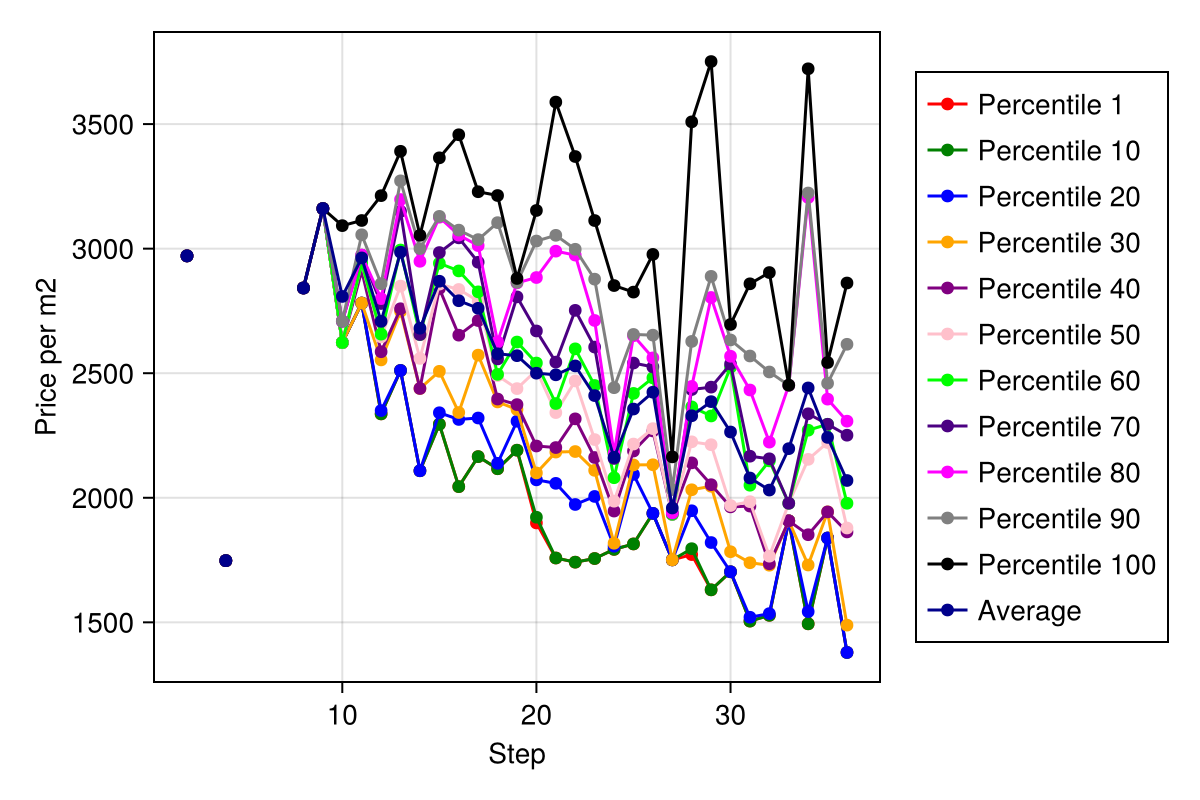 3500
3000
2500
2000
1500
Price per m2
10 20 30
Step
Percentile 1
Percentile 10
Percentile 20
Percentile 30
Percentile 40
Percentile 50
Percentile 60
Percentile 70
Percentile 80
Percentile 90
Percentile 100
Average